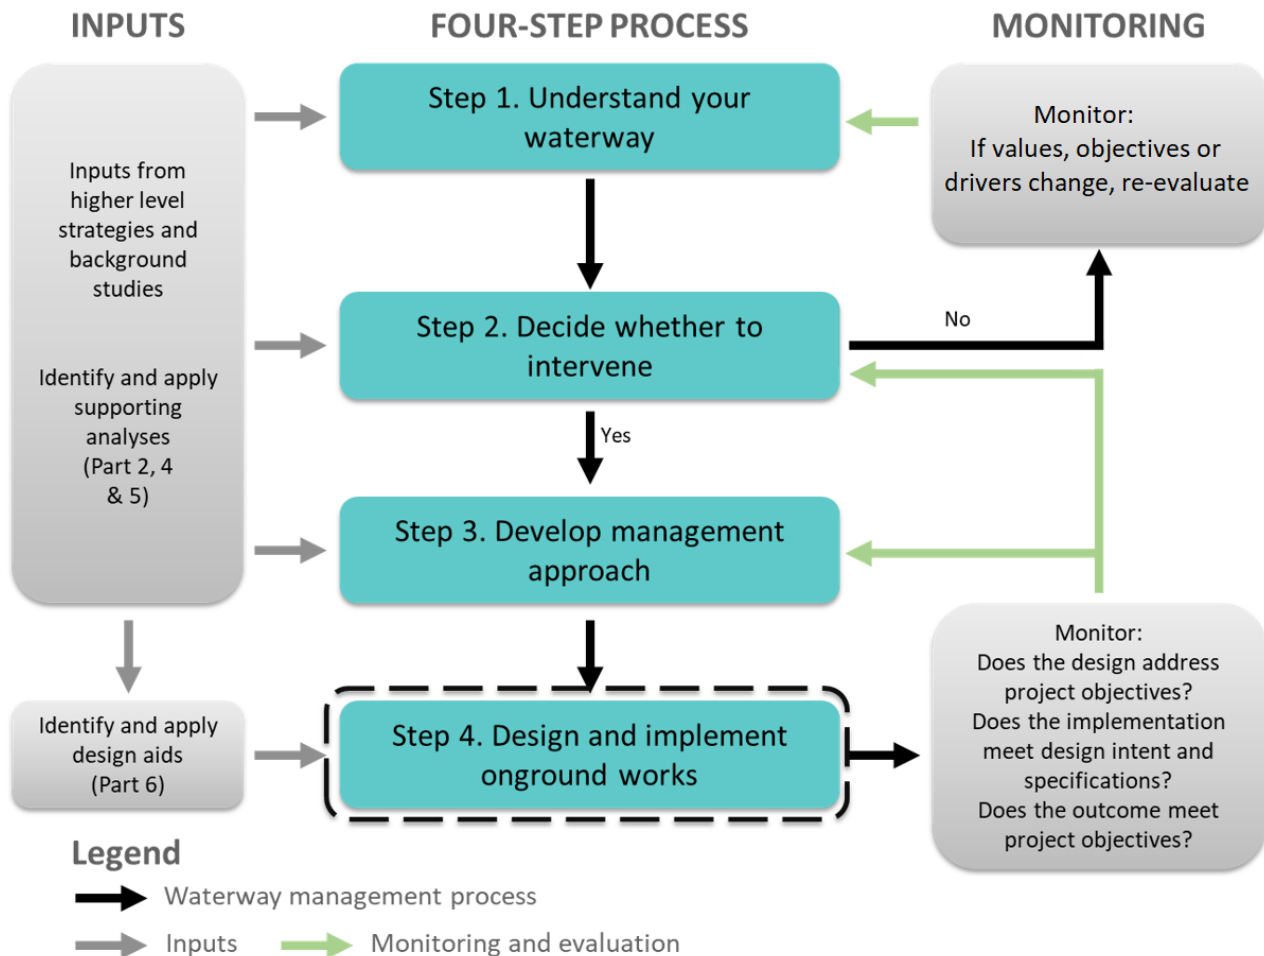 INPUTS
FOUR-STEP PROCESS
MONITORING
Inputs from
higher level
strategies and
background
studies
Identify and apply
supporting
analyses
(Part 2, 4
& 5)
Identify and apply
design aids
(Part 6)
Step 1. Understand your
waterway
Step 2. Decide whether to
intervene
No
Yes
Step 3. Develop management
approach
Step 4. Design and implement
onground works
Monitor:
If values, objectives or
drivers change, re-evaluate
Monitor:
Does the design address
project objectives?
Does the implementation
meet design intent and
specifications?
Does the outcome meet
project objectives?
Legend
Waterway management process
Inputs
Monitoring and evaluation